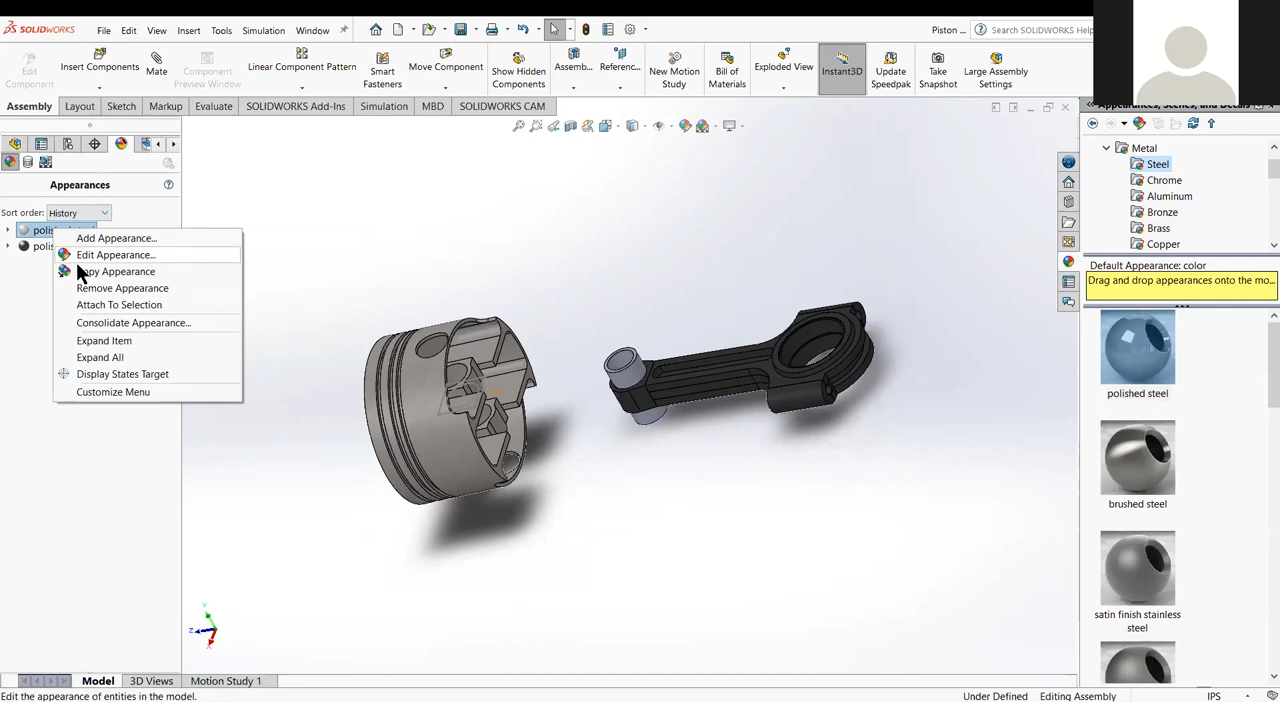 SOLIDWORKS
File
Edit
View
Insert
Tools
Simulation
Window
Piston ...
Search SOLIDWORKS Help
Edit Component
Insert Components
Mate
Component Preview Window
Linear Component Pattern
Smart Fasteners
Move Component
Show Hidden Components
Assemb...
Referenc...
New Motion Study
Bill of Materials
Exploded View
Instant3D
Update Speedpak
Take Snapshot
Large Assembly Settings
Assembly
Layout
Sketch
Markup
Evaluate
SOLIDWORKS Add-Ins
Simulation
MBD
SOLIDWORKS CAM
Appearances, Scenes, and Decals
Appearances
Sort order:
History
Add Appearance...
Edit Appearance...
Appearance
Remove Appearance
Attach To Selection
Consolidate Appearance...
Expand Item
Expand All
Display States Target
Customize Menu
Metal
Steel
Chrome
Aluminum
Bronze
Brass
Copper
Default Appearance: color
Drag and drop appearances onto the mo...
polished steel
brushed steel
satin finish stainless
steel
Y
Z
X
Model
3D Views
Motion Study 1
Edit the appearance of entities in the model.
Under Defined
Editing Assembly
IPS